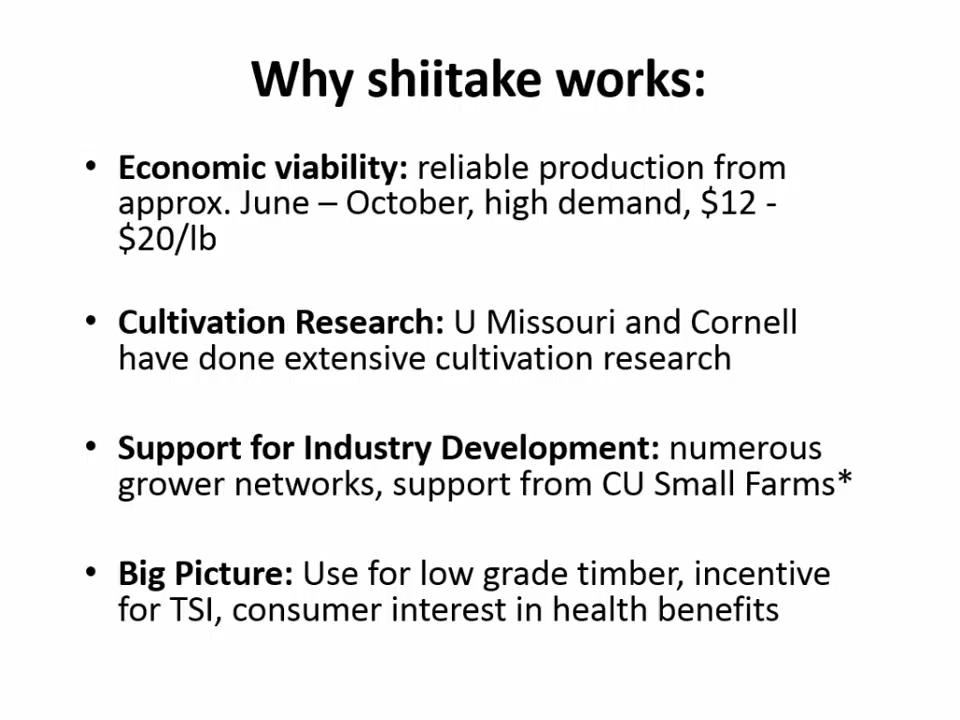 Why shiitake works:
• Economic viability: reliable production from
approx. June – October, high demand, $12 -
$20/lb
• Cultivation Research: U Missouri and Cornell
have done extensive cultivation research
• Support for Industry Development: numerous
grower networks, support from CU Small Farms*
• Big Picture: Use for low grade timber, incentive
for TSI, consumer interest in health benefits